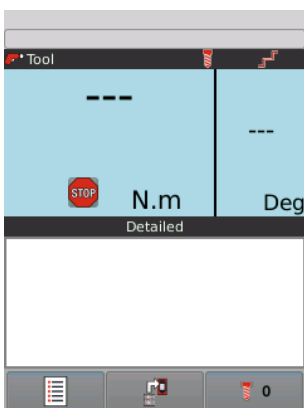 Tool
---
---
STOP
N.m
Deg
Detailed
0